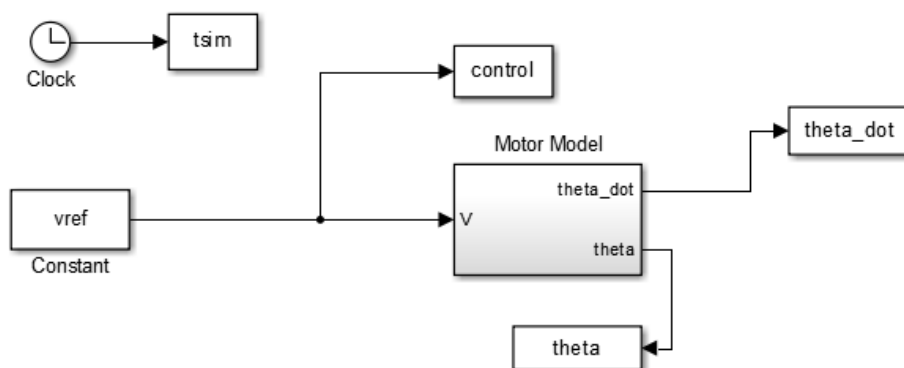 tsim
Clock
control
theta_dot
Motor Model
theta_dot
vref
V
theta
Constant
theta